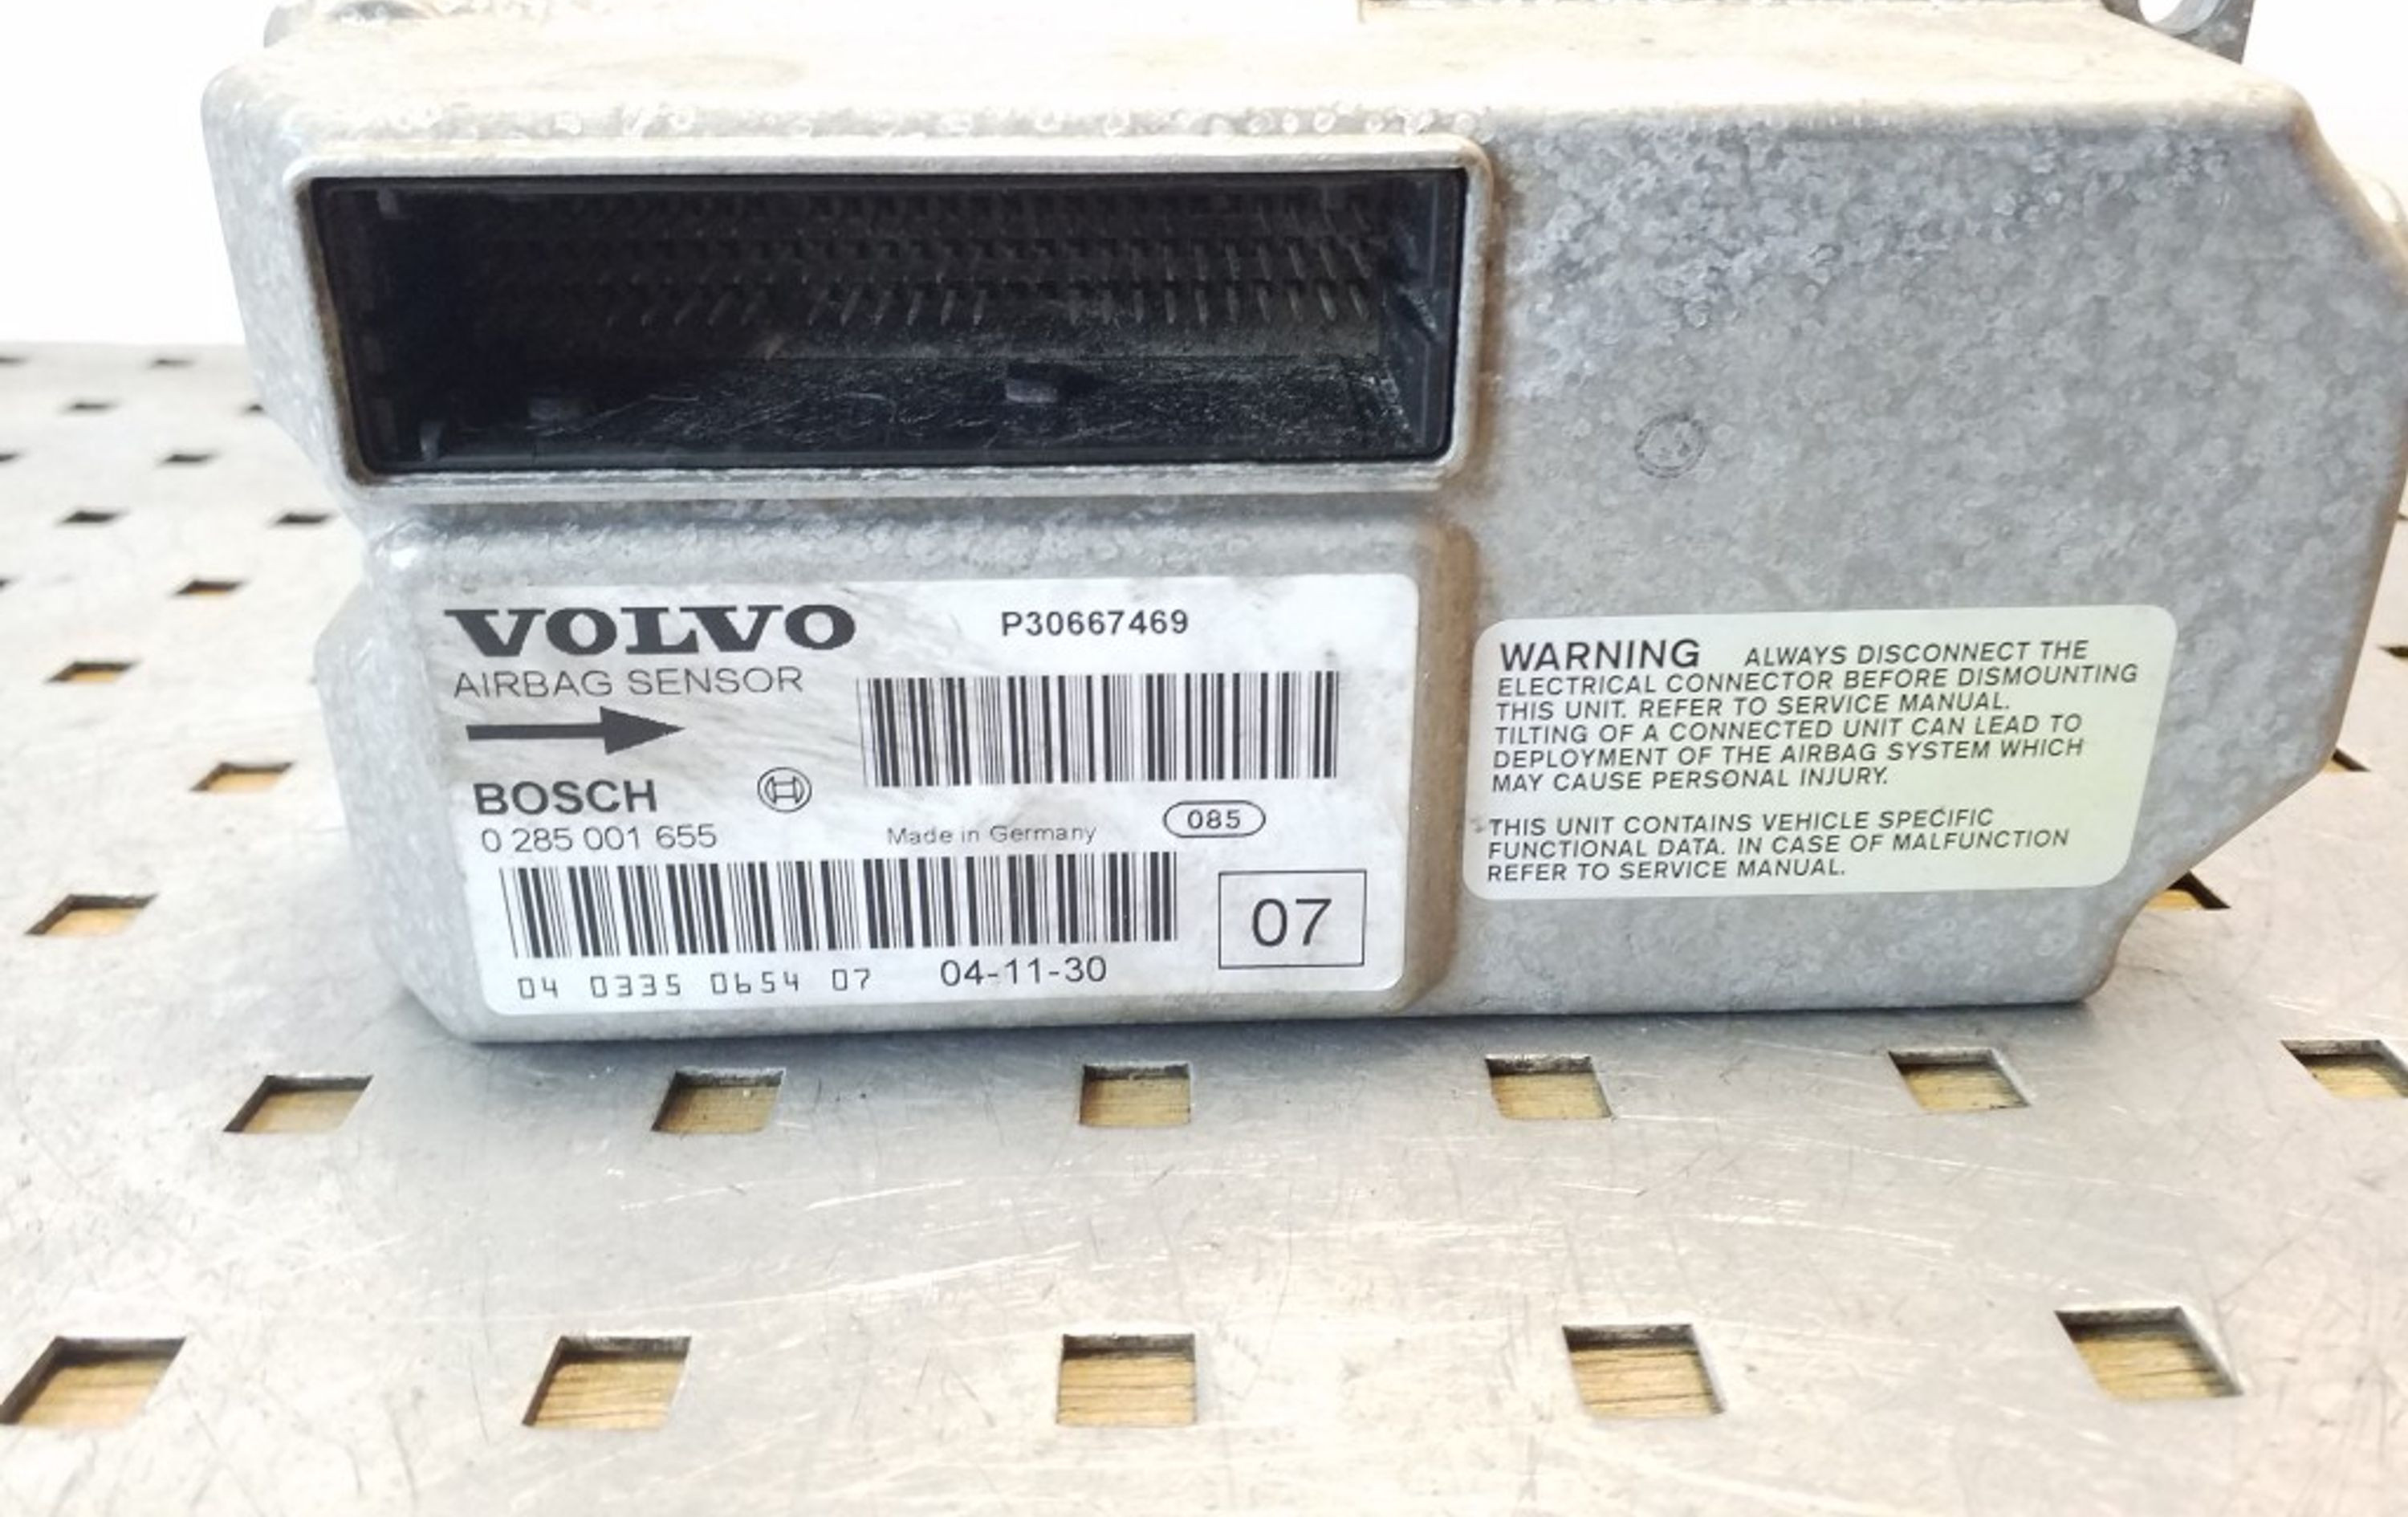 VOLVO
P30667469
AIRBAG SENSOR
BOSCH
0 285 001 655
Made in Germany
085
07
04 0335 0654 07
04-11-30
WARNING ALWAYS DISCONNECT THE
ELECTRICAL CONNECTOR BEFORE DISMOUNTING
THIS UNIT. REFER TO SERVICE MANUAL.
TILTING OF A CONNECTED UNIT CAN LEAD TO
DEPLOYMENT OF THE AIRBAG SYSTEM WHICH
MAY CAUSE PERSONAL INJURY.
THIS UNIT CONTAINS VEHICLE SPECIFIC
FUNCTIONAL DATA. IN CASE OF MALFUNCTION
REFER TO SERVICE MANUAL.